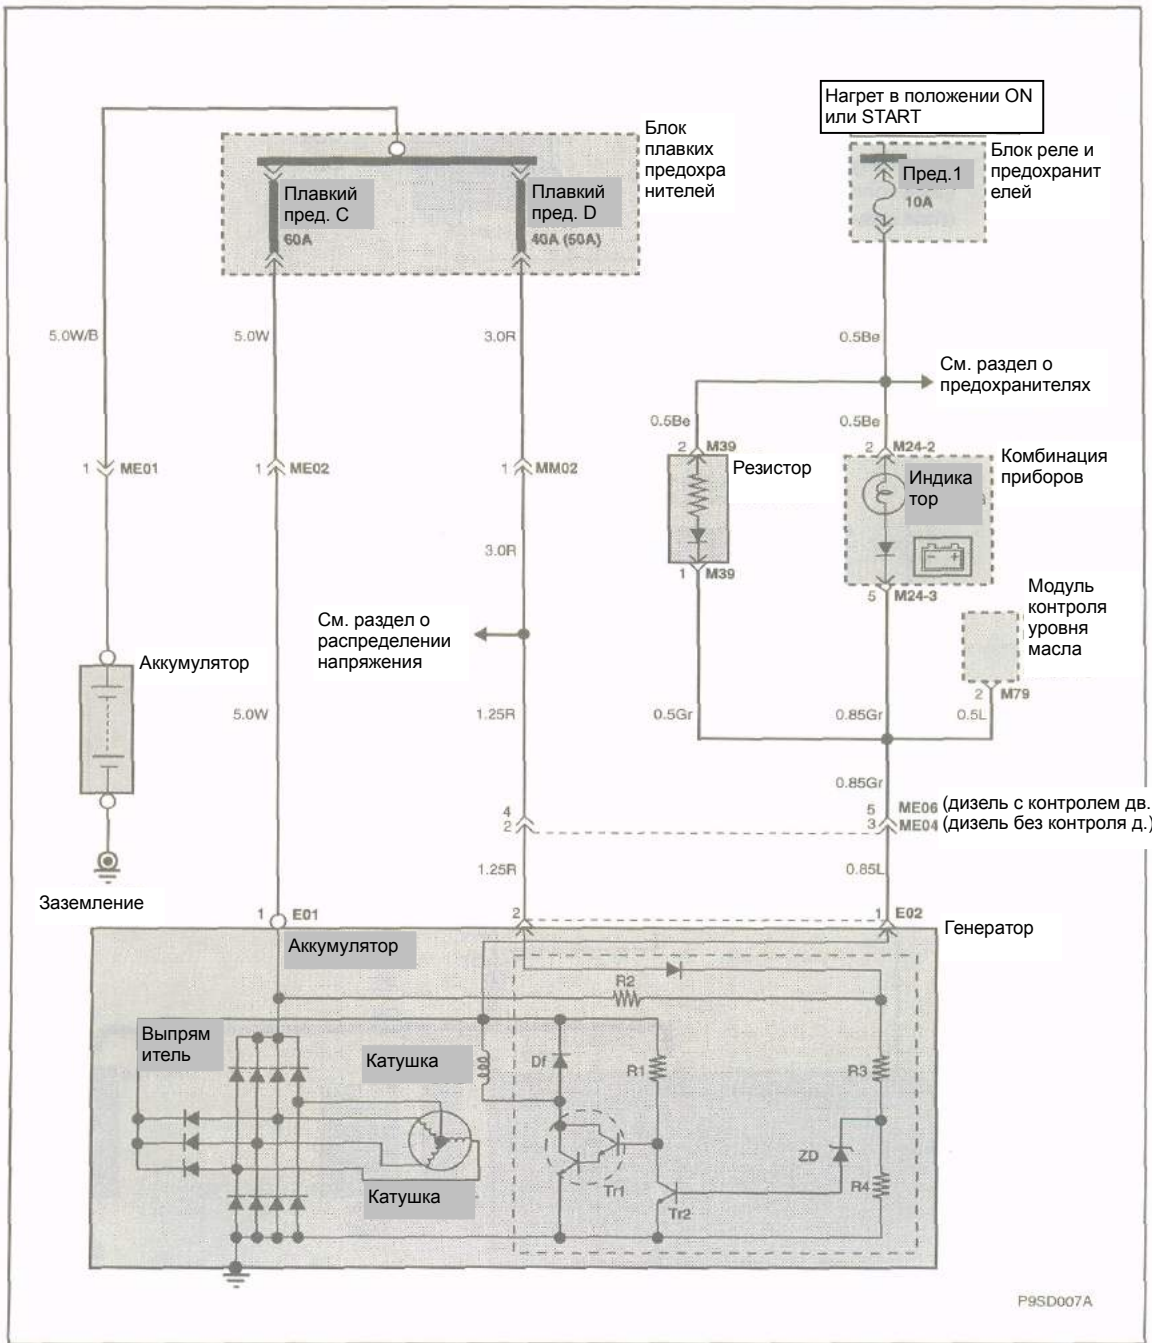 Нагрет в положении ON
или START
Блок
плавких
предохра
нителей
Блок реле и
предохранит
елей
Плавкий
пред. C
60A
Плавкий
пред. D
40A (50A)
Пред.1
10A
5.0W/B
5.0W
3.0R
0.5Be
См. раздел о
предохранителях
0.5Be
0.5Be
1 ME01
1 ME02
1 MM02
2 M39
Резистор
2 M24-2
Комбинация
приборов
Индика
тор
3.0R
1 M39
5 M24-3
Модуль
контроля
уровня
масла
См. раздел о
распределении
напряжения
Аккумулятор
2 M79
5.0W
1.25R
0.5Gr
0.85Gr
0.5L
0.85Gr
4
2
5 ME06 (дизель с контролем дв.
3 ME04 (дизель без контроля д.)
1.25R
0.85L
Заземление
1 E01
2
1 E02
Генератор
Аккумулятор
R2
Выпрям
итель
Катушка
Df
R1
R3
ZD
R4
Катушка
Tr1
Tr2
P9SD007A